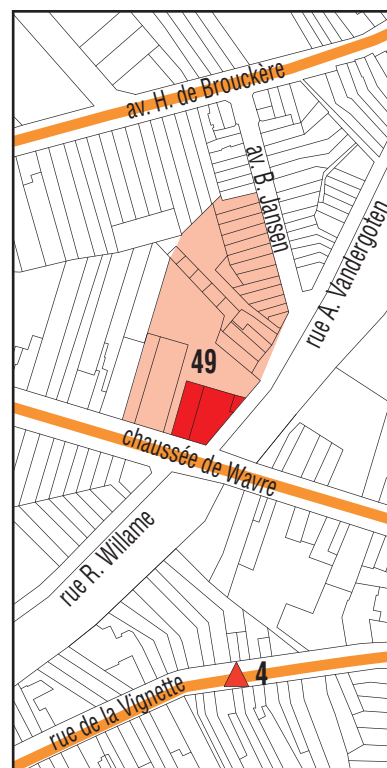 av. H. de Brouckère
av. B. Jansen
rue A. Vandergoten
49
chaussée de Wavre
rue R. Willame
4
rue de la Vignette